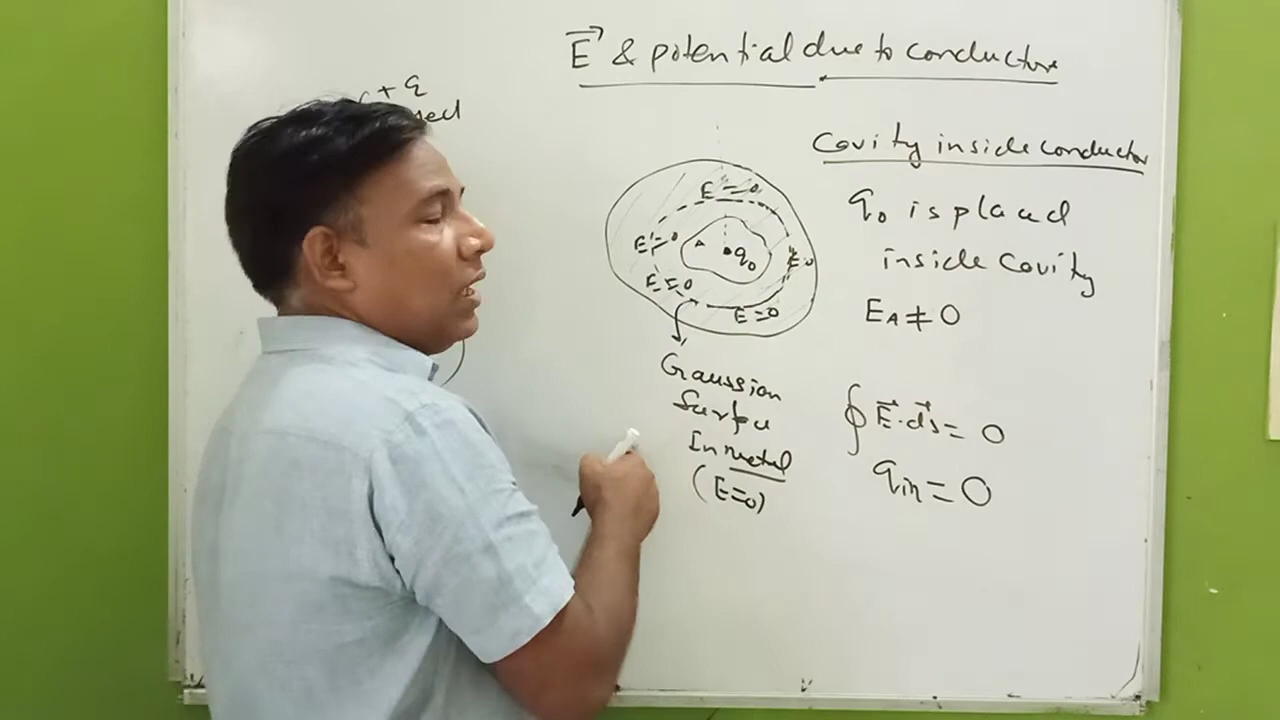 E⃗ & potential due to conductor
+ q
Cavity inside conductor
q₀ is placed
inside cavity
E_A ≠ 0
E=0
E=0
E=0
E=0
E=0
A
q₀
Gaussian
Surface
In metal
(E=0)
∮E⃗.ds⃗ = 0
q_in = 0